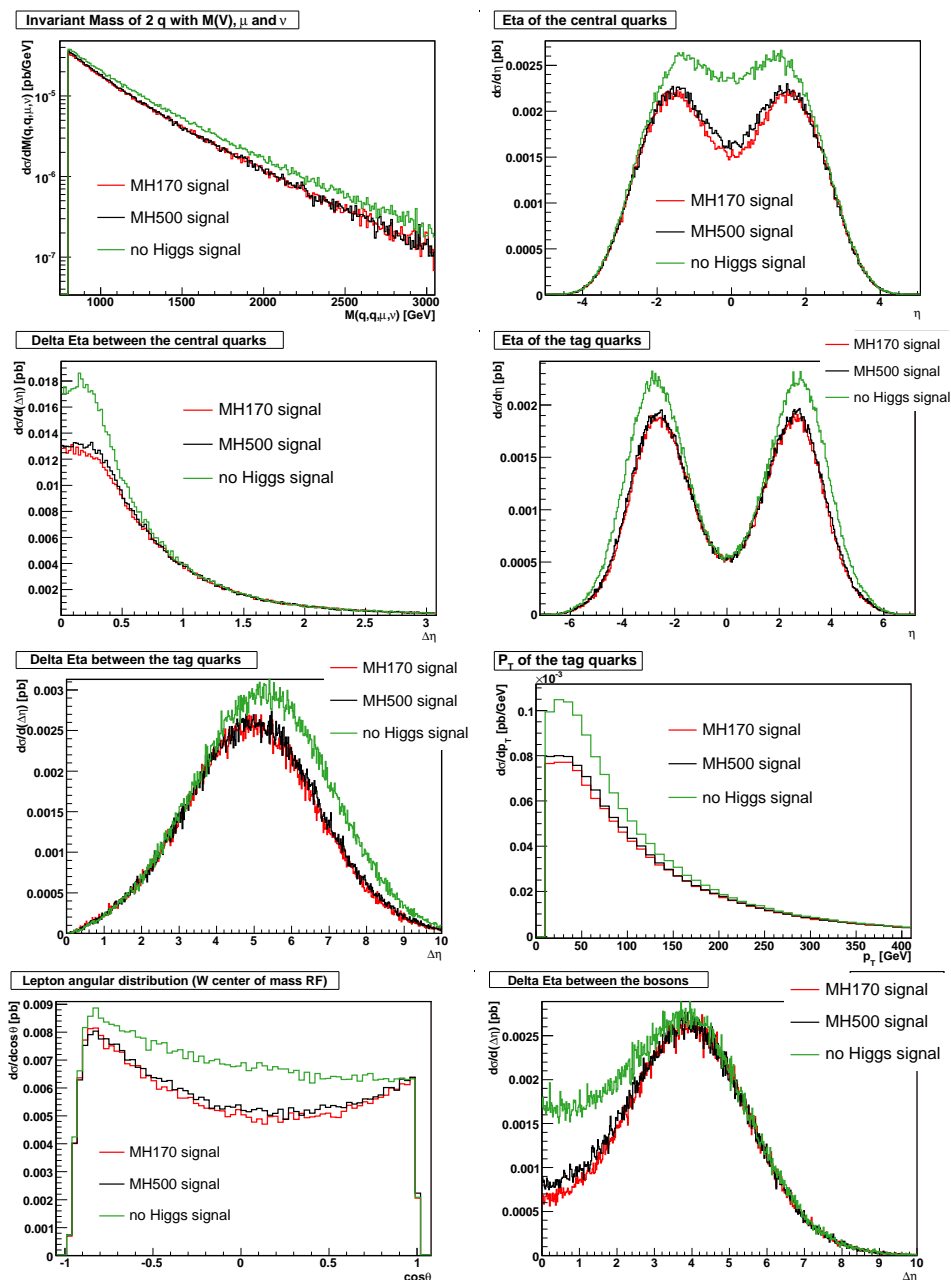 Invariant Mass of 2 q with M(V), μ and ν
dσ/dM(q,q,μ,ν) [pb/GeV]
10⁻⁵
10⁻⁶
10⁻⁷
MH170 signal
MH500 signal
no Higgs signal
1000 1500 2000 2500 3000
M(q,q,μ,ν) [GeV]
Eta of the central quarks
dσ/dη [pb]
0.0025
0.002
0.0015
0.001
0.0005
0
MH170 signal
MH500 signal
no Higgs signal
-4 -2 0 2 4
η
Delta Eta between the central quarks
dσ/d(Δη) [pb]
0.018
0.016
0.014
0.012
0.01
0.008
0.006
0.004
0.002
MH170 signal
MH500 signal
no Higgs signal
0 0.5 1 1.5 2 2.5 3
Δη
Eta of the tag quarks
dσ/dη [pb]
0.002
0.0015
0.001
0.0005
0
MH170 signal
MH500 signal
no Higgs signal
-6 -4 -2 0 2 4 6
η
Delta Eta between the tag quarks
dσ/d(Δη) [pb]
0.003
0.0025
0.002
0.0015
0.001
0.0005
0
MH170 signal
MH500 signal
no Higgs signal
0 1 2 3 4 5 6 7 8 9 10
Δη
P_T of the tag quarks
×10⁻³
dσ/dp_T [pb/GeV]
0.1
0.08
0.06
0.04
0.02
0
MH170 signal
MH500 signal
no Higgs signal
0 50 100 150 200 250 300 350 400
p_T [GeV]
Lepton angular distribution (W center of mass RF)
dσ/dcosθ [pb]
0.009
0.008
0.007
0.006
0.005
0.004
0.003
0.002
0.001
0
MH170 signal
MH500 signal
no Higgs signal
-1 -0.5 0 0.5 1
cosθ
Delta Eta between the bosons
dσ/d(Δη) [pb]
0.0025
0.002
0.0015
0.001
0.0005
0
MH170 signal
MH500 signal
no Higgs signal
0 1 2 3 4 5 6 7 8 9 10
Δη